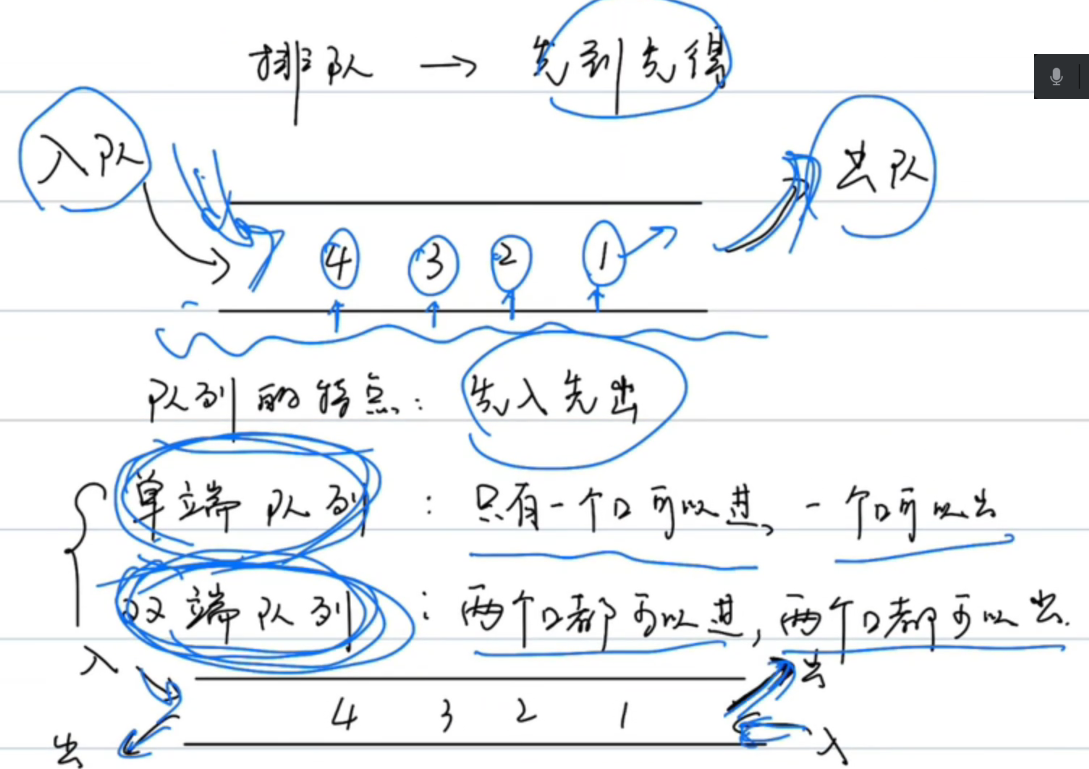 排队 → 先到先得
入队 出队
4 3 2 1
队列的特点：先入先出
单端队列：只有一个口可以进，一个口可以出
双端队列：两个口都可以进，两个口都可以出.
入 出
4 3 2 1
出 入